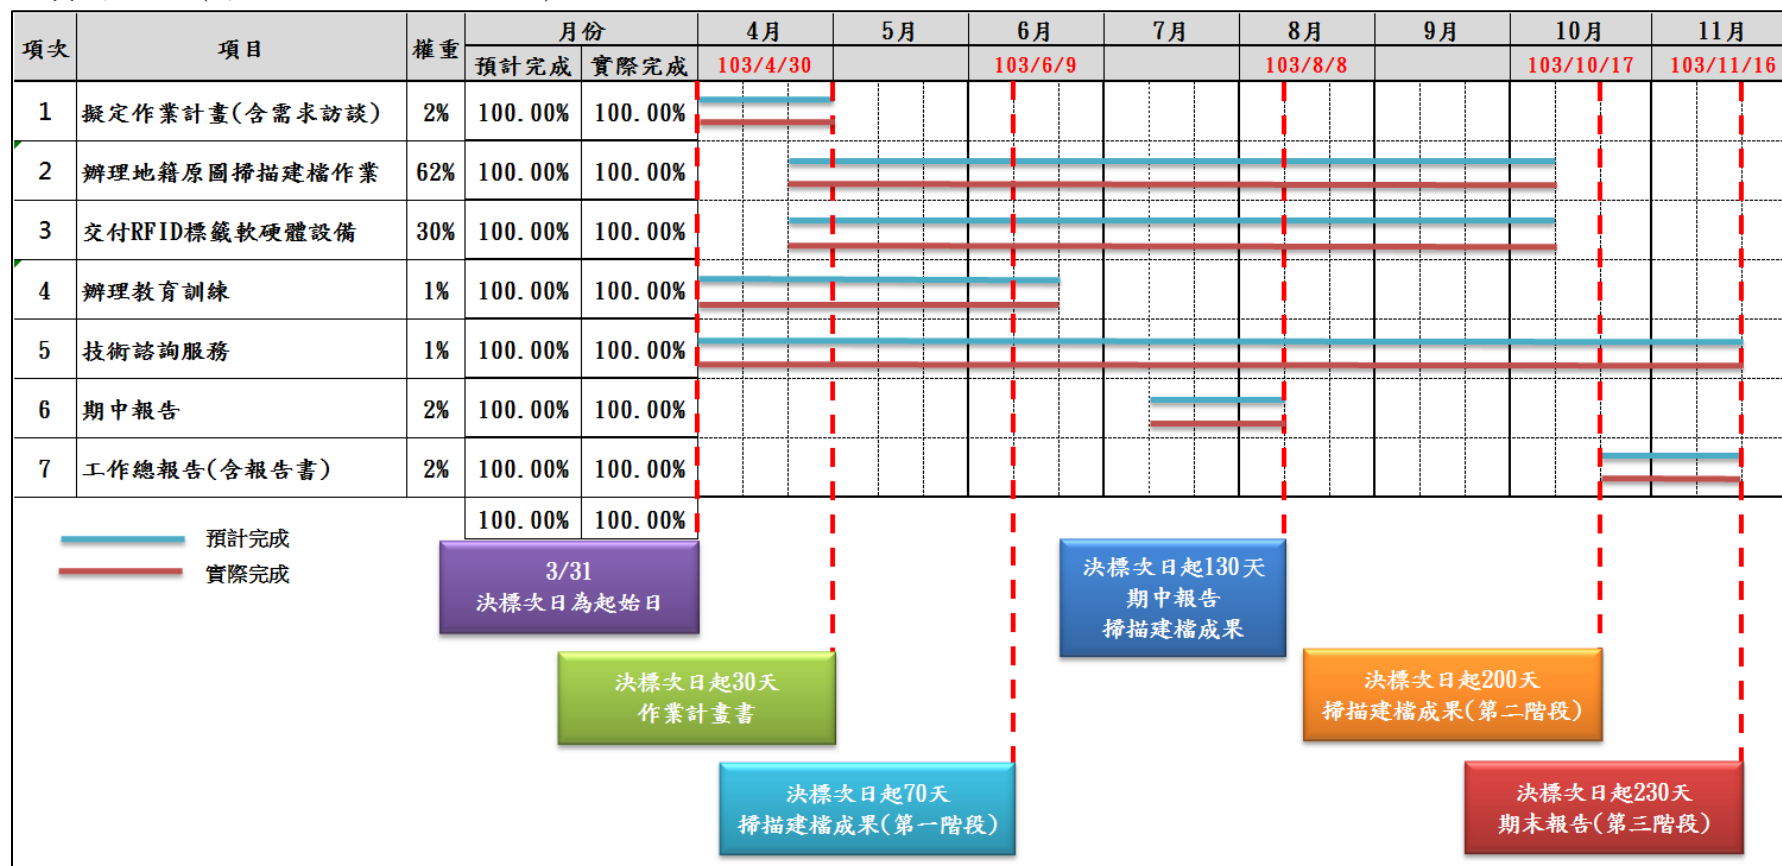 項次 項目 權重 月份 4月 5月 6月 7月 8月 9月 10月 11月
預計完成 實際完成 103/4/30 103/6/9 103/8/8 103/10/17 103/11/16
1 擬定作業計畫(含需求訪談) 2% 100.00% 100.00%
2 辦理地籍原圖掃描建檔作業 62% 100.00% 100.00%
3 交付RFID標籤軟硬體設備 30% 100.00% 100.00%
4 辦理教育訓練 1% 100.00% 100.00%
5 技術諮詢服務 1% 100.00% 100.00%
6 期中報告 2% 100.00% 100.00%
7 工作總報告(含報告書) 2% 100.00% 100.00%
100.00% 100.00%
預計完成
實際完成
3/31
決標次日為起始日
決標次日起30天
作業計畫書
決標次日起70天
掃描建檔成果(第一階段)
決標次日起130天
期中報告
掃描建檔成果
決標次日起200天
掃描建檔成果(第二階段)
決標次日起230天
期末報告(第三階段)